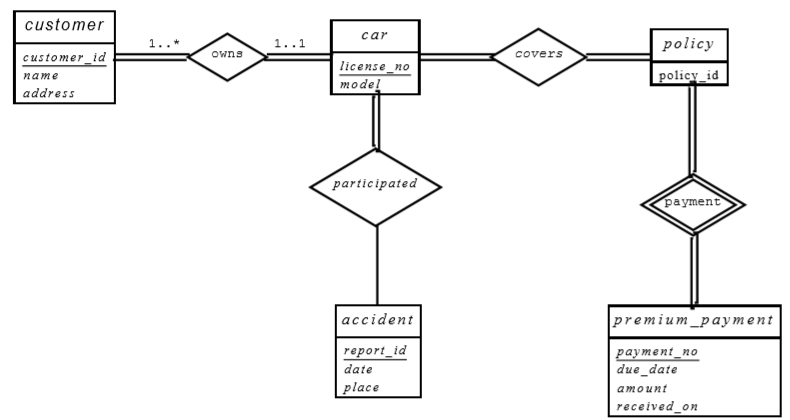 customer
customer_id
name
address
1..*
owns
1..1
car
license_no
model
covers
policy
policy_id
participated
payment
accident
report_id
date
place
premium_payment
payment_no
due_date
amount
received_on